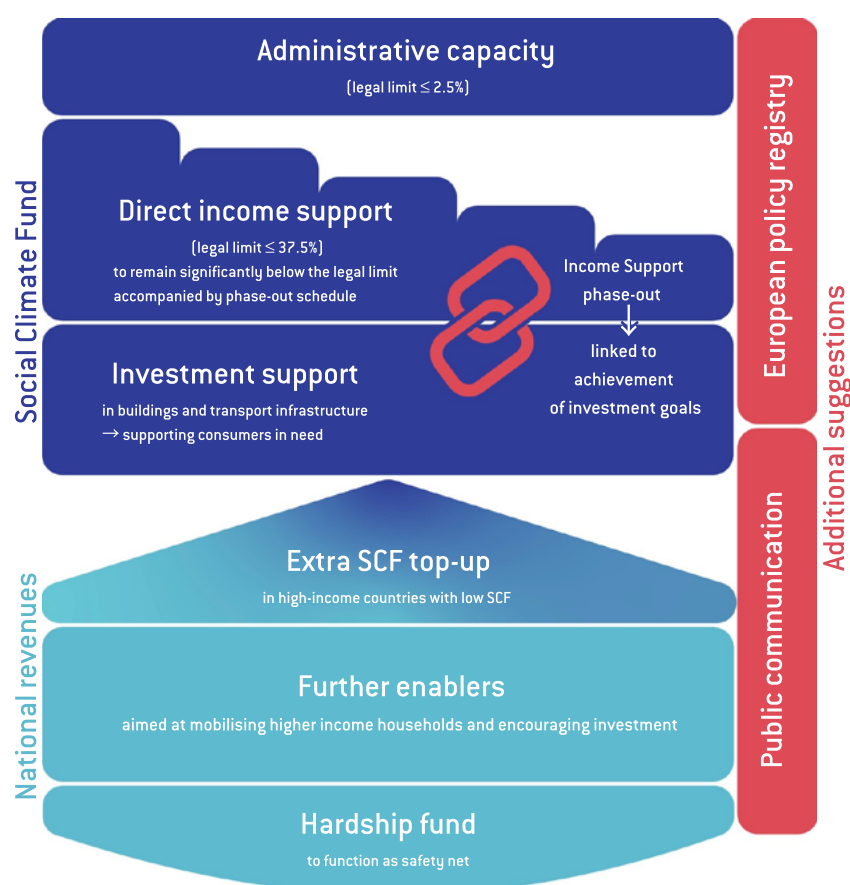 Administrative capacity
(legal limit ≤ 2.5%)
Social Climate Fund
Direct income support
(legal limit ≤ 37.5%)
to remain significantly below the legal limit
accompanied by phase-out schedule
Income Support
phase-out
linked to
achievement
of investment goals
Investment support
in buildings and transport infrastructure
→ supporting consumers in need
National revenues
Extra SCF top-up
in high-income countries with low SCF
Further enablers
aimed at mobilising higher income households and encouraging investment
Hardship fund
to function as safety net
European policy registry
Public communication
Additional suggestions